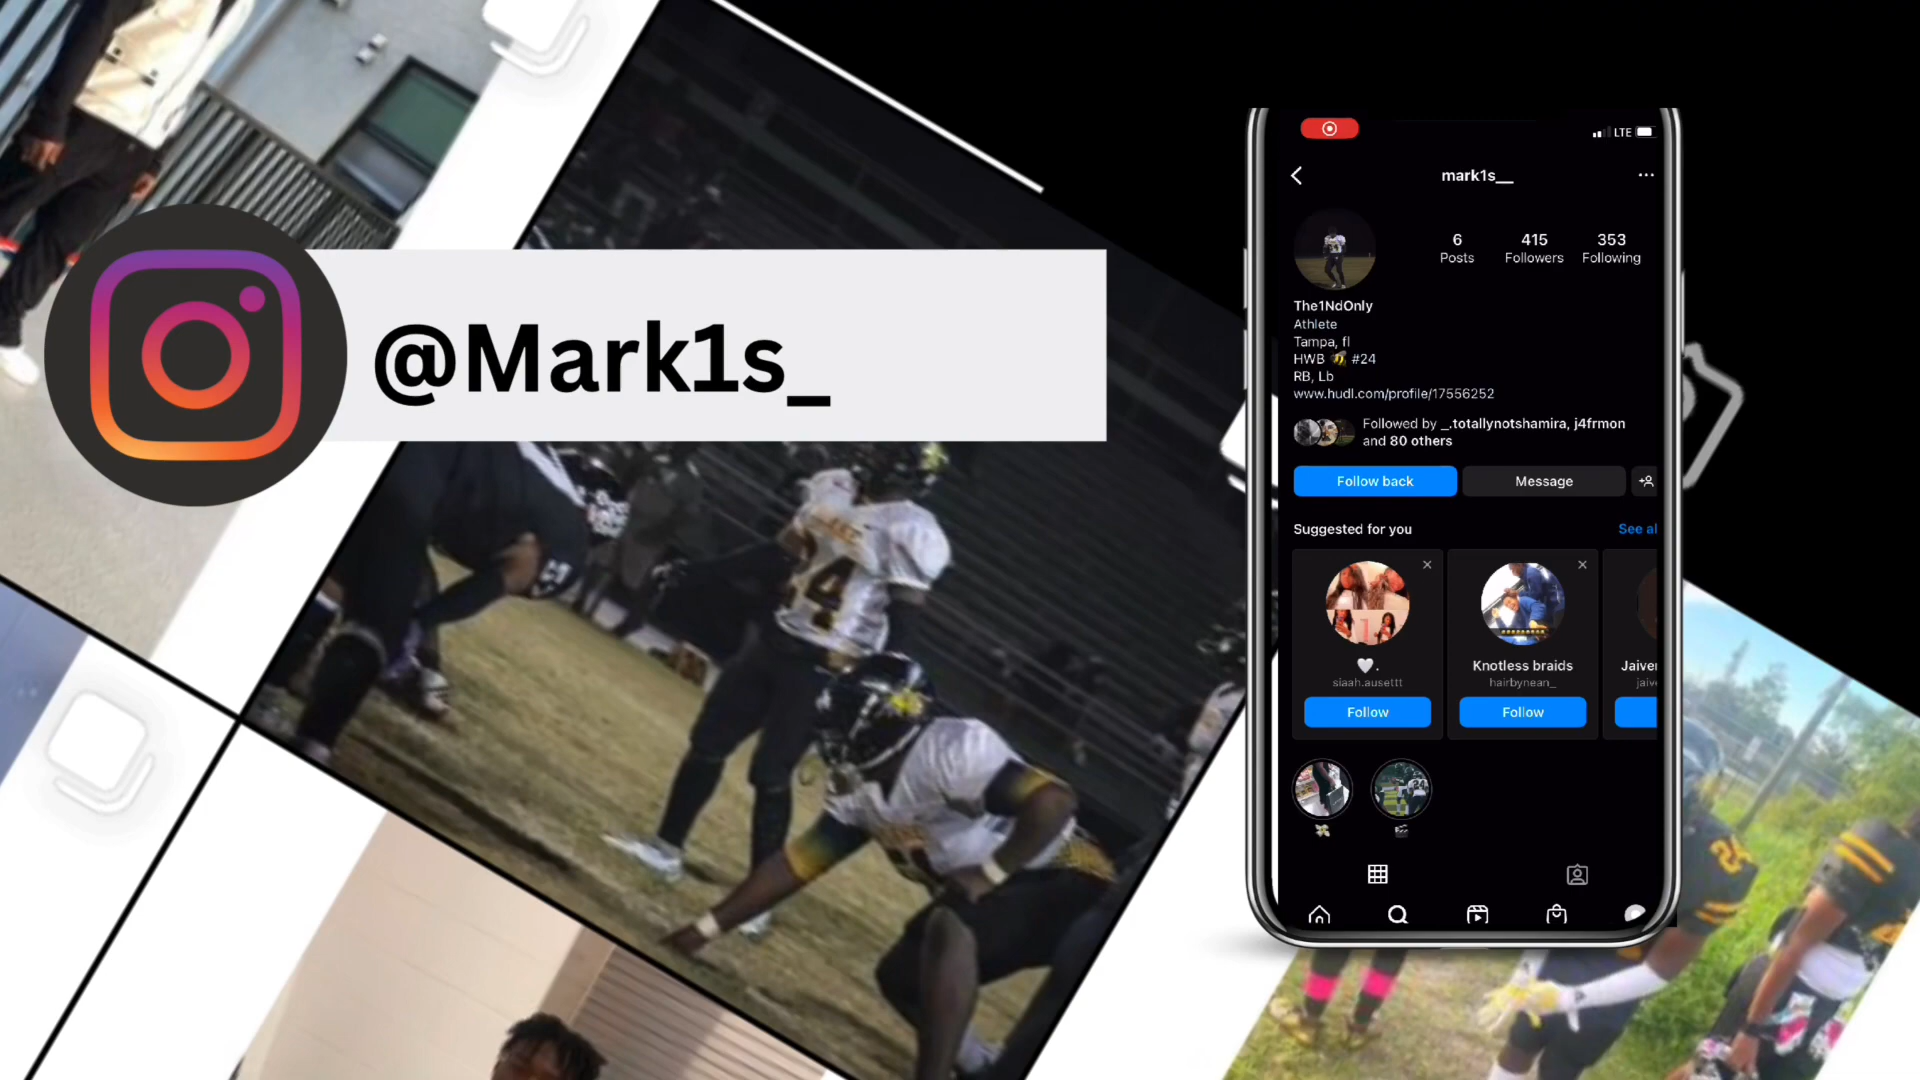 @Mark1s_
LTE
mark1s__
6 415 353
Posts Followers Following
The1NdOnly
Athlete
Tampa, fl
HWB 🐝 #24
RB, Lb
www.hudl.com/profile/17556252
Followed by _.totallynotshamira, j4frmon
and 80 others
Follow back Message
Suggested for you See al
🤍. Knotless braids Jaiver
siaah.ausettt hairbynean_ jaive
Follow Follow
24